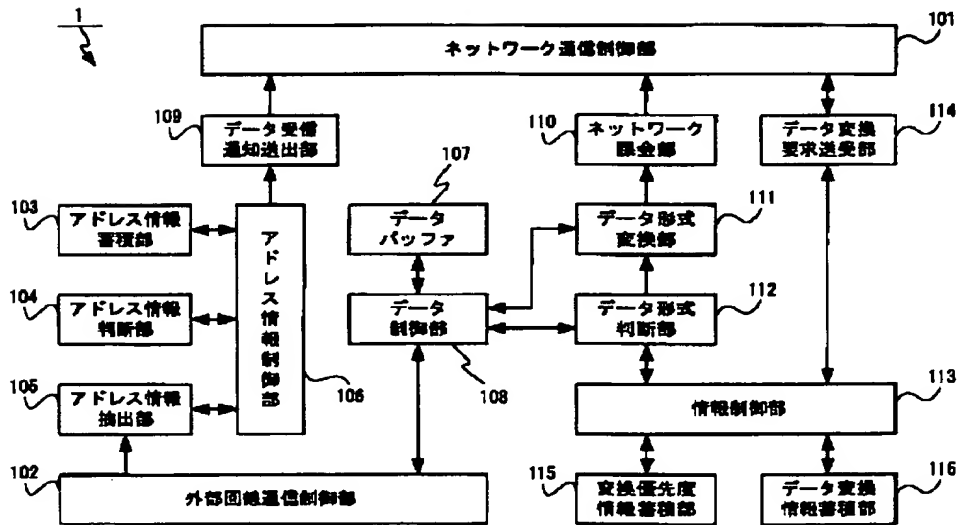 1
101
ネットワーク通信制御部
109
データ受信
通知送出部
110
ネットワーク
課金部
データ変換
要求送受部
114
107
103
アドレス情報
蓄積部
データ
バッファ
データ形式
変換部
111
アドレス情報制御部
104
アドレス情報
判断部
データ
制御部
データ形式
判断部
112
105
アドレス情報
抽出部
106
108
情報制御部
113
102
外部回線通信制御部
115
変換優先度
情報蓄積部
データ変換
情報蓄積部
116